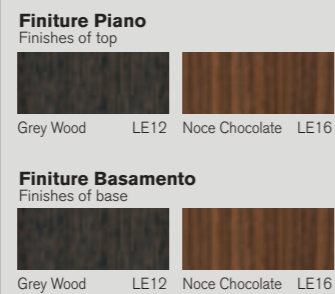 Finiture Piano
Finishes of top
Grey Wood LE12 Noce Chocolate LE16
Finiture Basamento
Finishes of base
Grey Wood LE12 Noce Chocolate LE16